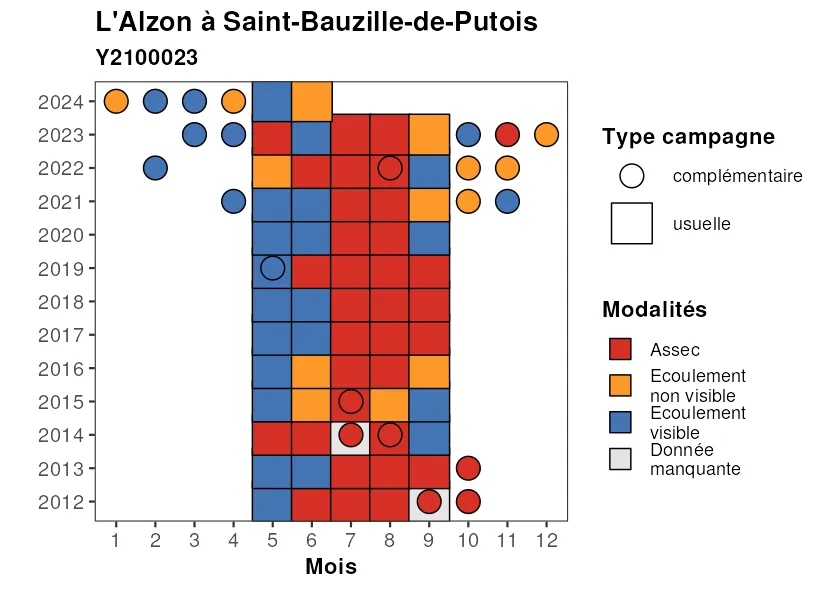 L'Alzon à Saint-Bauzille-de-Putois
Y2100023
2024
2023
2022
2021
2020
2019
2018
2017
2016
2015
2014
2013
2012
1 2 3 4 5 6 7 8 9 10 11 12
Mois
Type campagne
complémentaire
usuelle
Modalités
Assec
Ecoulement
non visible
Ecoulement
visible
Donnée
manquante